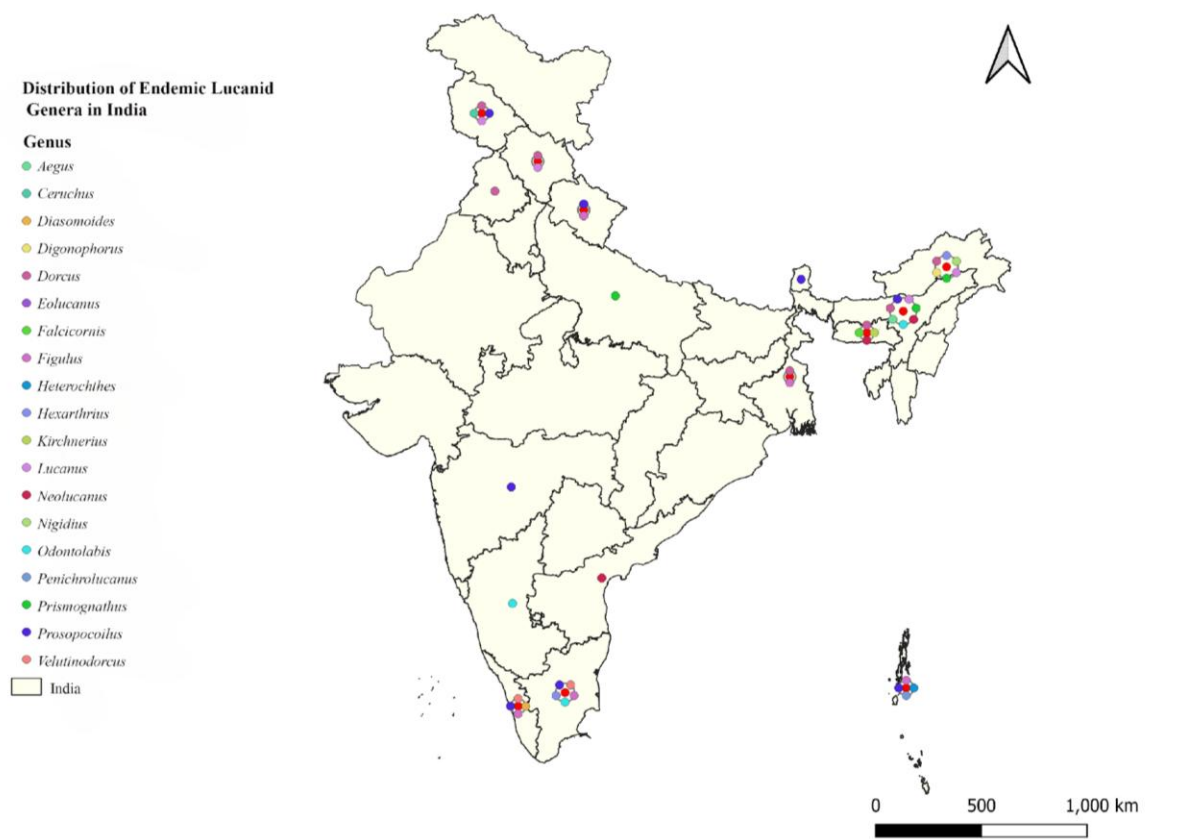 Distribution of Endemic Lucanid
Genera in India
Genus
Aegus
Ceruchus
Diasomoides
Digonophorus
Dorcus
Eolucanus
Falcicornis
Figulus
Heterochthes
Hexarthrius
Kirchnerius
Lucanus
Neolucanus
Nigidius
Odontolabis
Penichrolucanus
Prismognathus
Prosopocoilus
Velutinodorcus
India
0 500 1,000 km